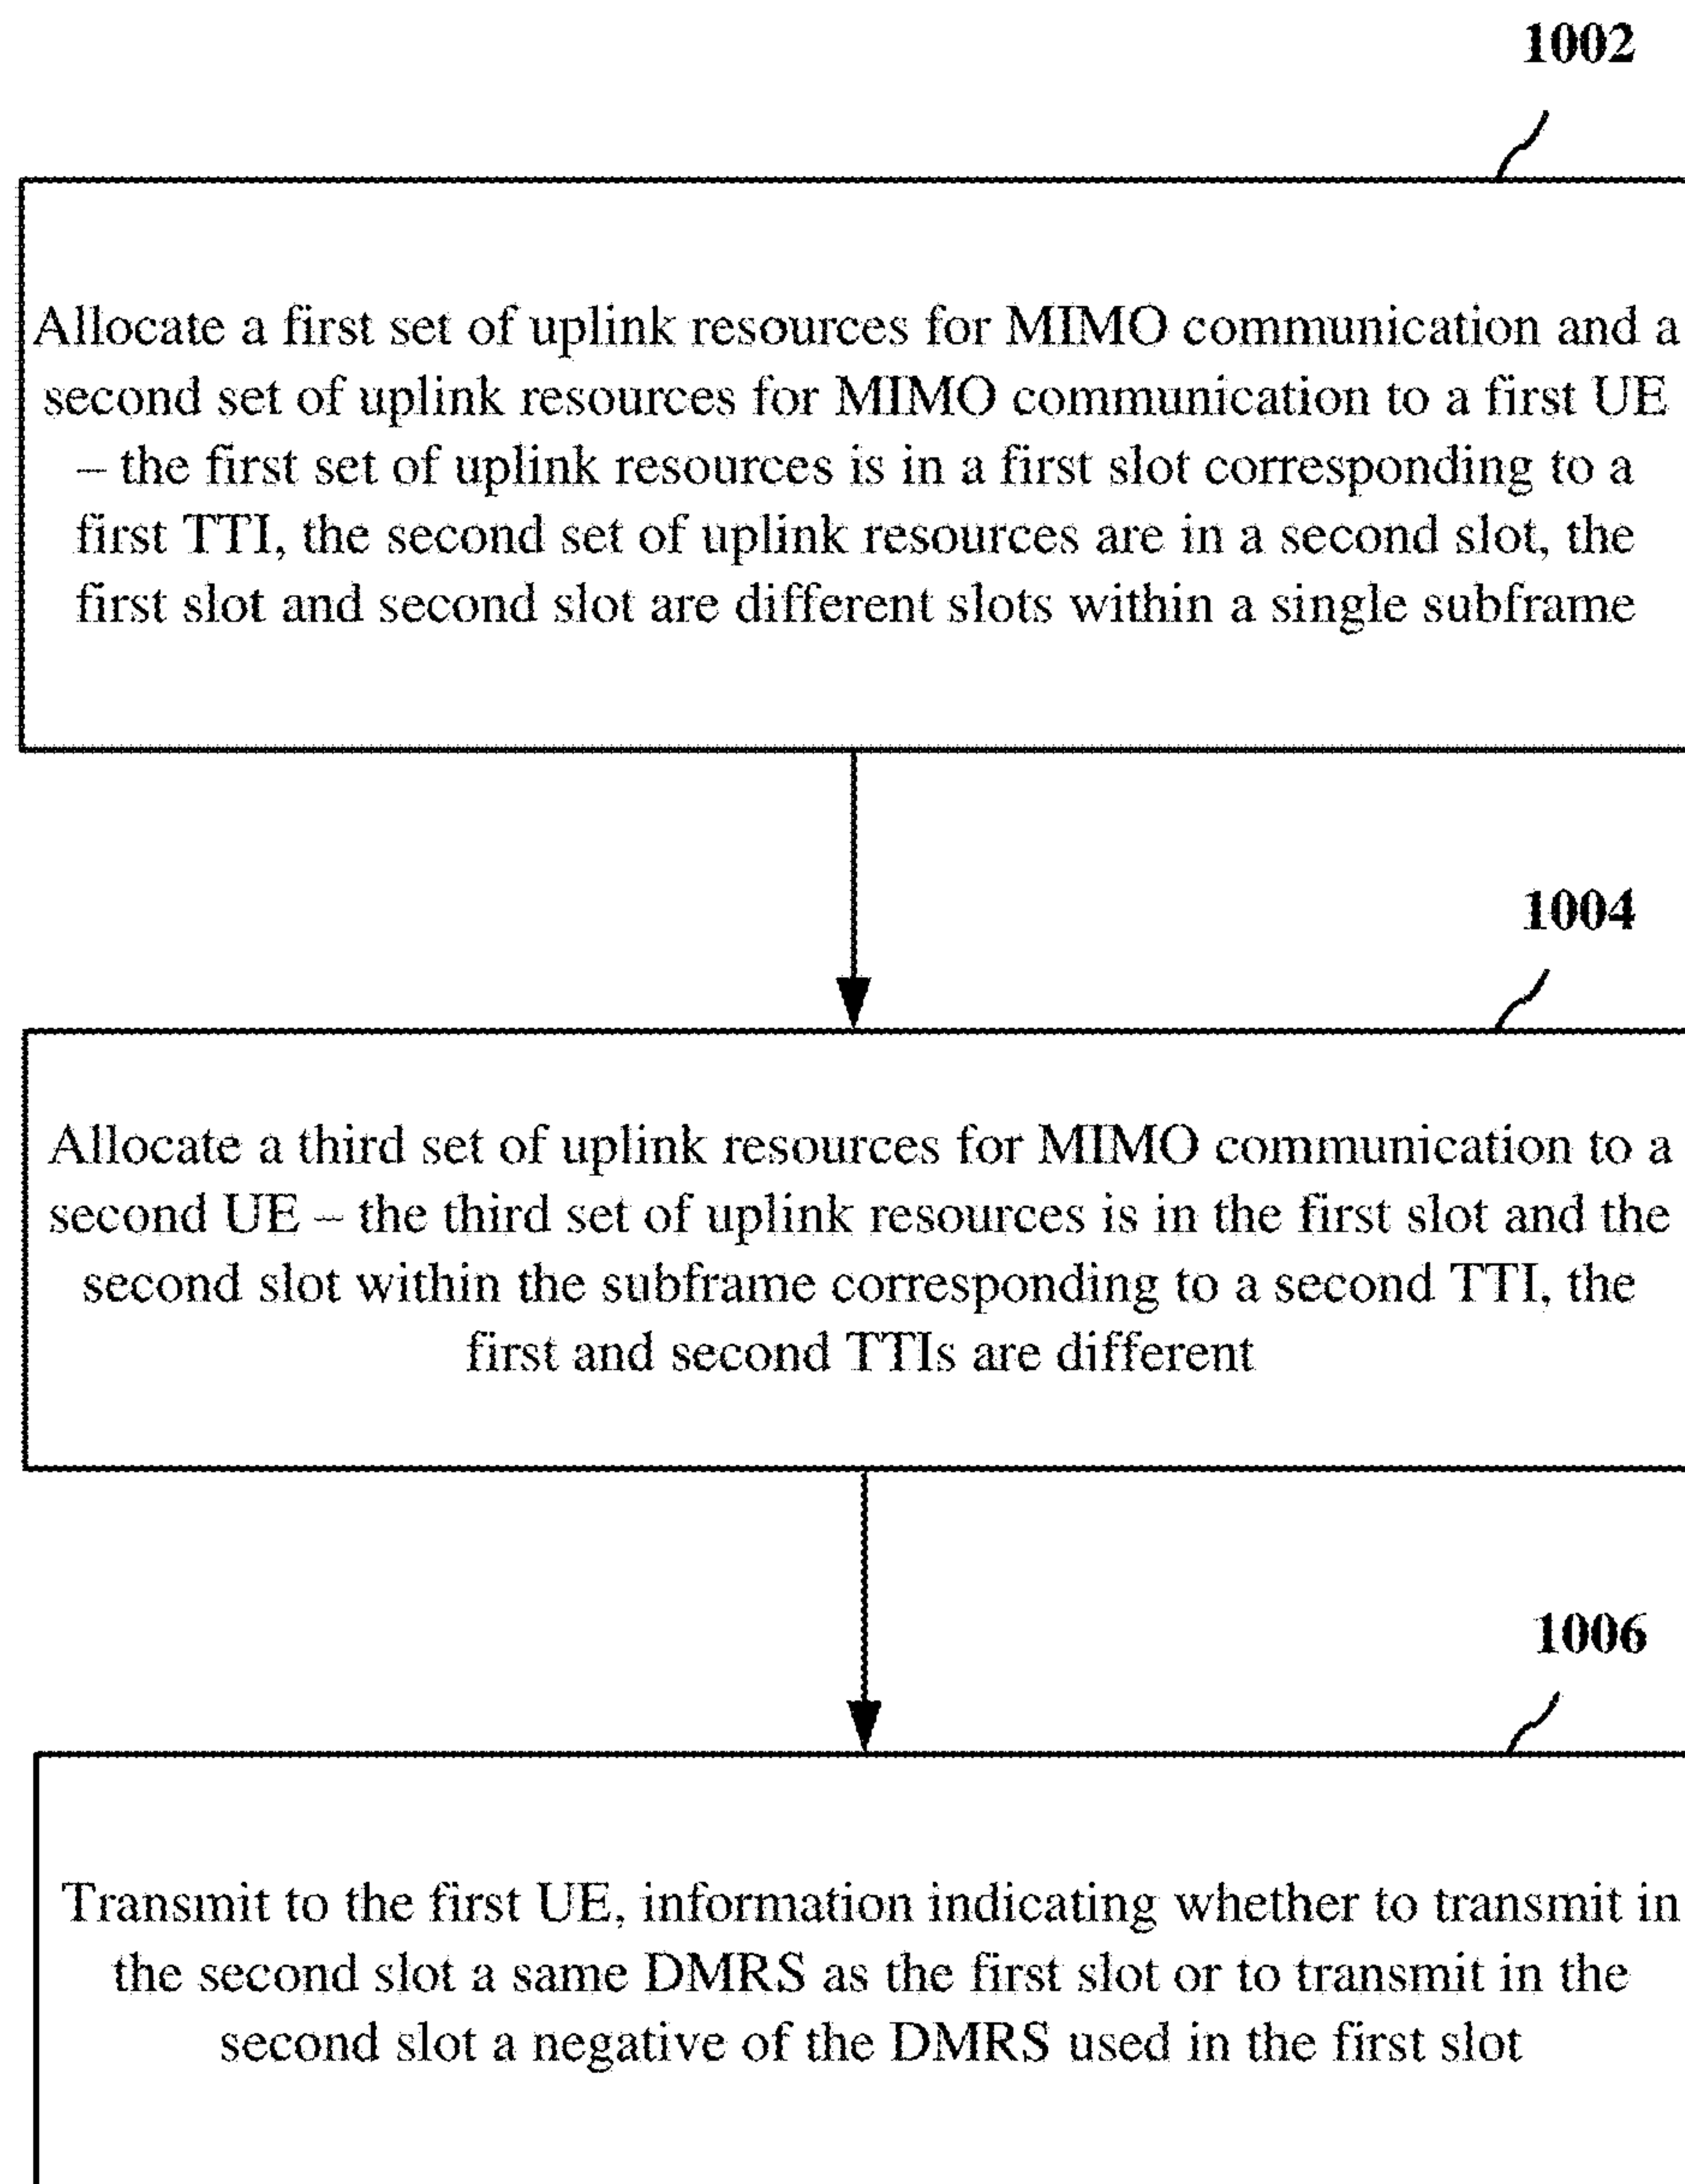 1002
Allocate a first set of uplink resources for MIMO communication and a
second set of uplink resources for MIMO communication to a first UE
– the first set of uplink resources is in a first slot corresponding to a
first TTI, the second set of uplink resources are in a second slot, the
first slot and second slot are different slots within a single subframe
1004
Allocate a third set of uplink resources for MIMO communication to a
second UE – the third set of uplink resources is in the first slot and the
second slot within the subframe corresponding to a second TTI, the
first and second TTIs are different
1006
Transmit to the first UE, information indicating whether to transmit in
the second slot a same DMRS as the first slot or to transmit in the
second slot a negative of the DMRS used in the first slot